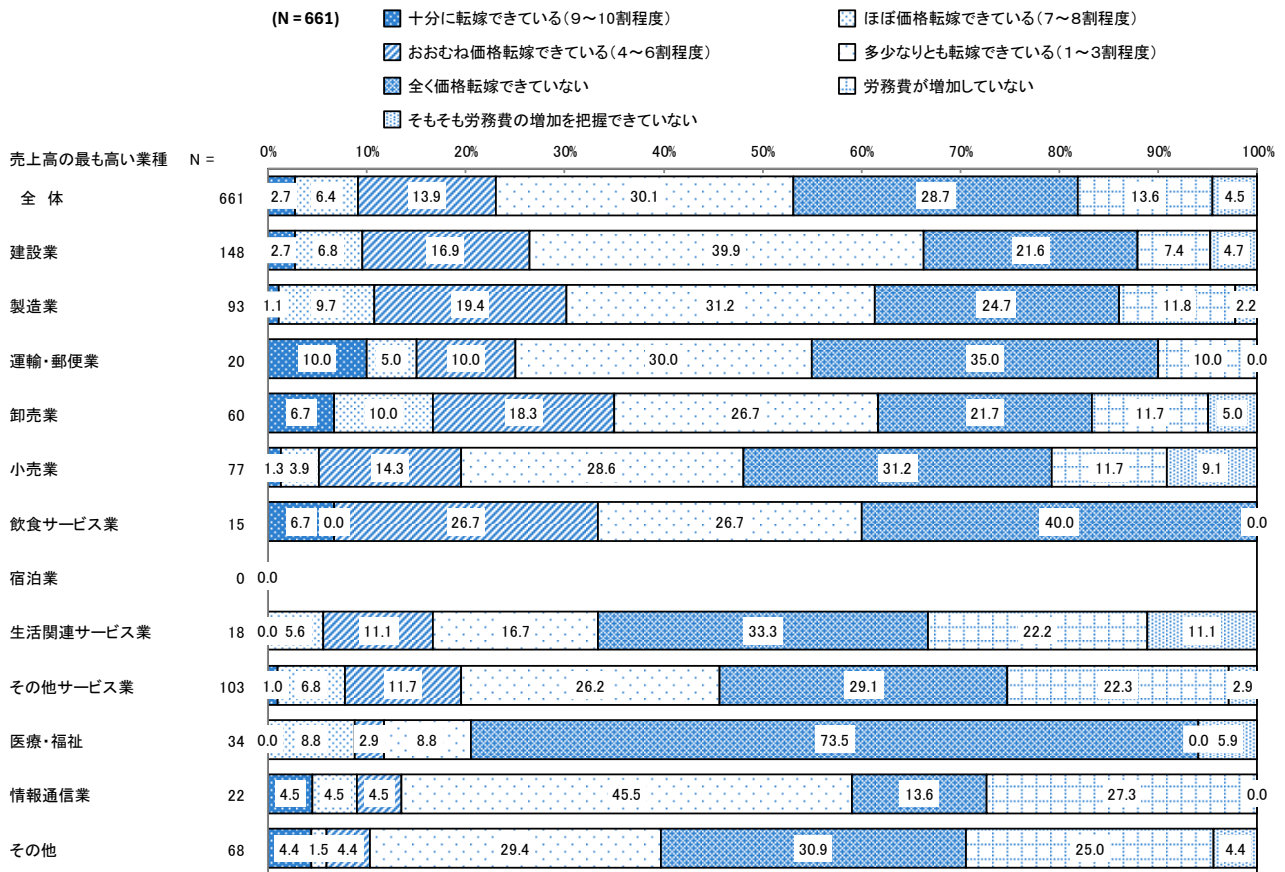 (N=661)
十分に転嫁できている(9～10割程度) ほぼ価格転嫁できている(7～8割程度)
おおむね価格転嫁できている(4～6割程度) 多少なりとも転嫁できている(1～3割程度)
全く価格転嫁できていない 労務費が増加していない
そもそも労務費の増加を把握できていない
売上高の最も高い業種 N= 0% 10% 20% 30% 40% 50% 60% 70% 80% 90% 100%
全 体 661 2.7 6.4 13.9 30.1 28.7 13.6 4.5
建設業 148 2.7 6.8 16.9 39.9 21.6 7.4 4.7
製造業 93 1.1 9.7 19.4 31.2 24.7 11.8 2.2
運輸・郵便業 20 10.0 5.0 10.0 30.0 35.0 10.0 0.0
卸売業 60 6.7 10.0 18.3 26.7 21.7 11.7 5.0
小売業 77 1.3 3.9 14.3 28.6 31.2 11.7 9.1
飲食サービス業 15 6.7 0.0 26.7 26.7 40.0 0.0
宿泊業 0 0.0
生活関連サービス業 18 0.0 5.6 11.1 16.7 33.3 22.2 11.1
その他サービス業 103 1.0 6.8 11.7 26.2 29.1 22.3 2.9
医療・福祉 34 0.0 8.8 2.9 8.8 73.5 0.0 5.9
情報通信業 22 4.5 4.5 4.5 45.5 13.6 27.3 0.0
その他 68 4.4 1.5 4.4 29.4 30.9 25.0 4.4